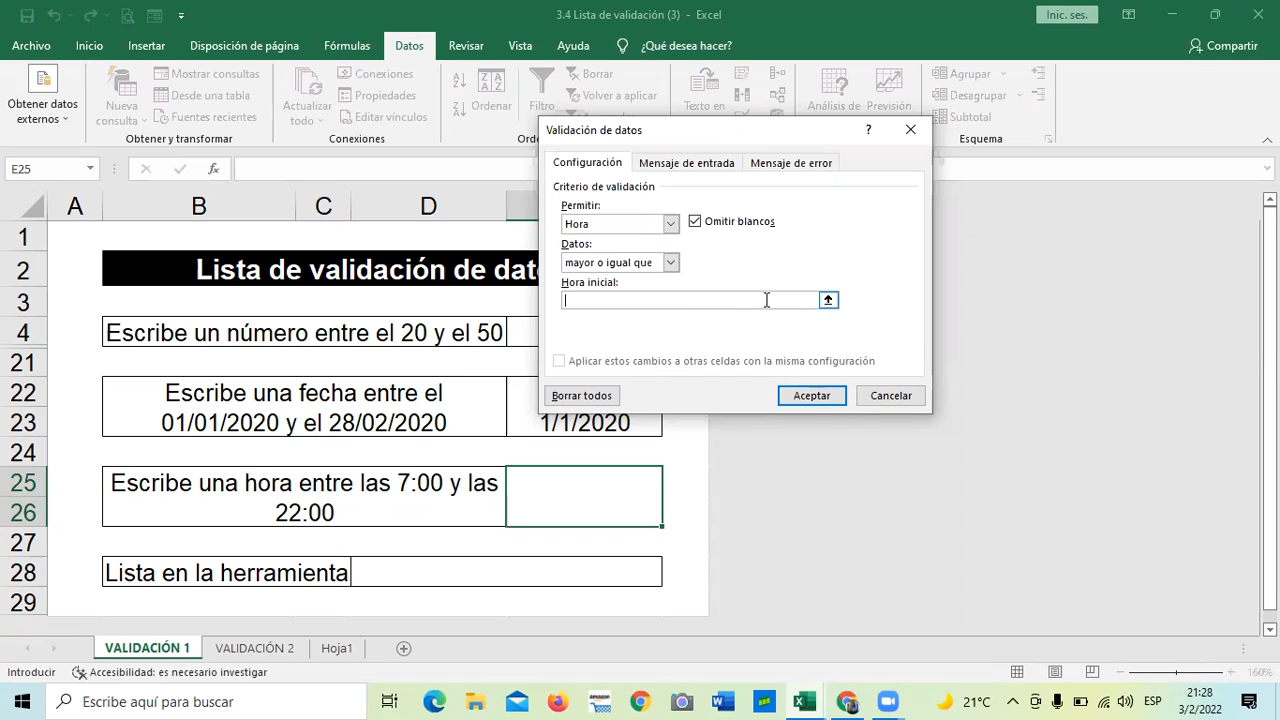 3.4 Lista de validación (3) - Excel
Inic. ses.
Archivo Inicio Insertar Disposición de página Fórmulas Datos Revisar Vista Ayuda ¿Qué desea hacer? Compartir
Obtener datos externos
Nueva consulta
Mostrar consultas
Desde una tabla
Fuentes recientes
Obtener y transformar
Actualizar todo
Conexiones
Propiedades
Editar vínculos
Conexiones
Ordenar
Filtro
Borrar
Volver a aplicar
Texto en
Análisis de
Previsión
Agrupar
Desagrupar
Subtotal
Esquema
E25
fx
Validación de datos
Configuración Mensaje de entrada Mensaje de error
Criterio de validación
Permitir:
Hora
Omitir blancos
Datos:
mayor o igual que
Hora inicial:
Aplicar estos cambios a otras celdas con la misma configuración
Borrar todos Aceptar Cancelar
A B C D
1
2 Lista de validación de dat
3
4 Escribe un número entre el 20 y el 50
21
22 Escribe una fecha entre el
23 01/01/2020 y el 28/02/2020 1/1/2020
24
25 Escribe una hora entre las 7:00 y las
26 22:00
27
28 Lista en la herramienta
29
VALIDACIÓN 1 VALIDACIÓN 2 Hoja1
Introducir Accesibilidad: es necesario investigar 160%
Escribe aquí para buscar
21°C
ESP
21:28
3/2/2022